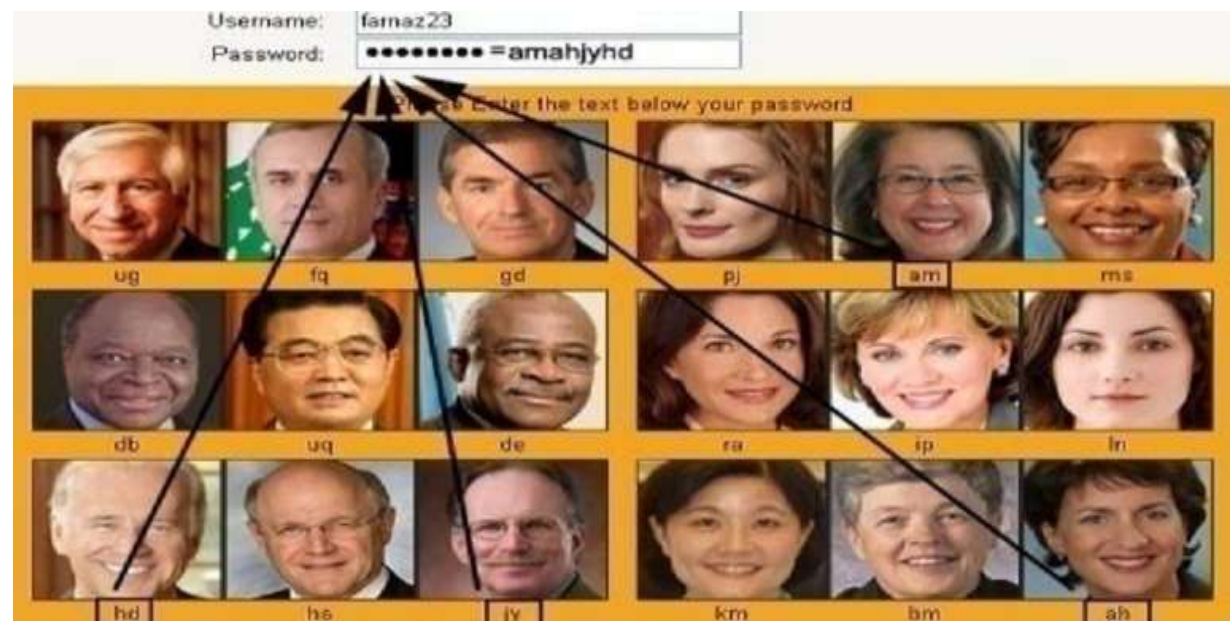 Username: farnaz23
Password: •••••••• =amahjyhd
Please Enter the text below your password
ug fq gd pj am ms
db uq de ra ip ln
hd hs jy km bm ah